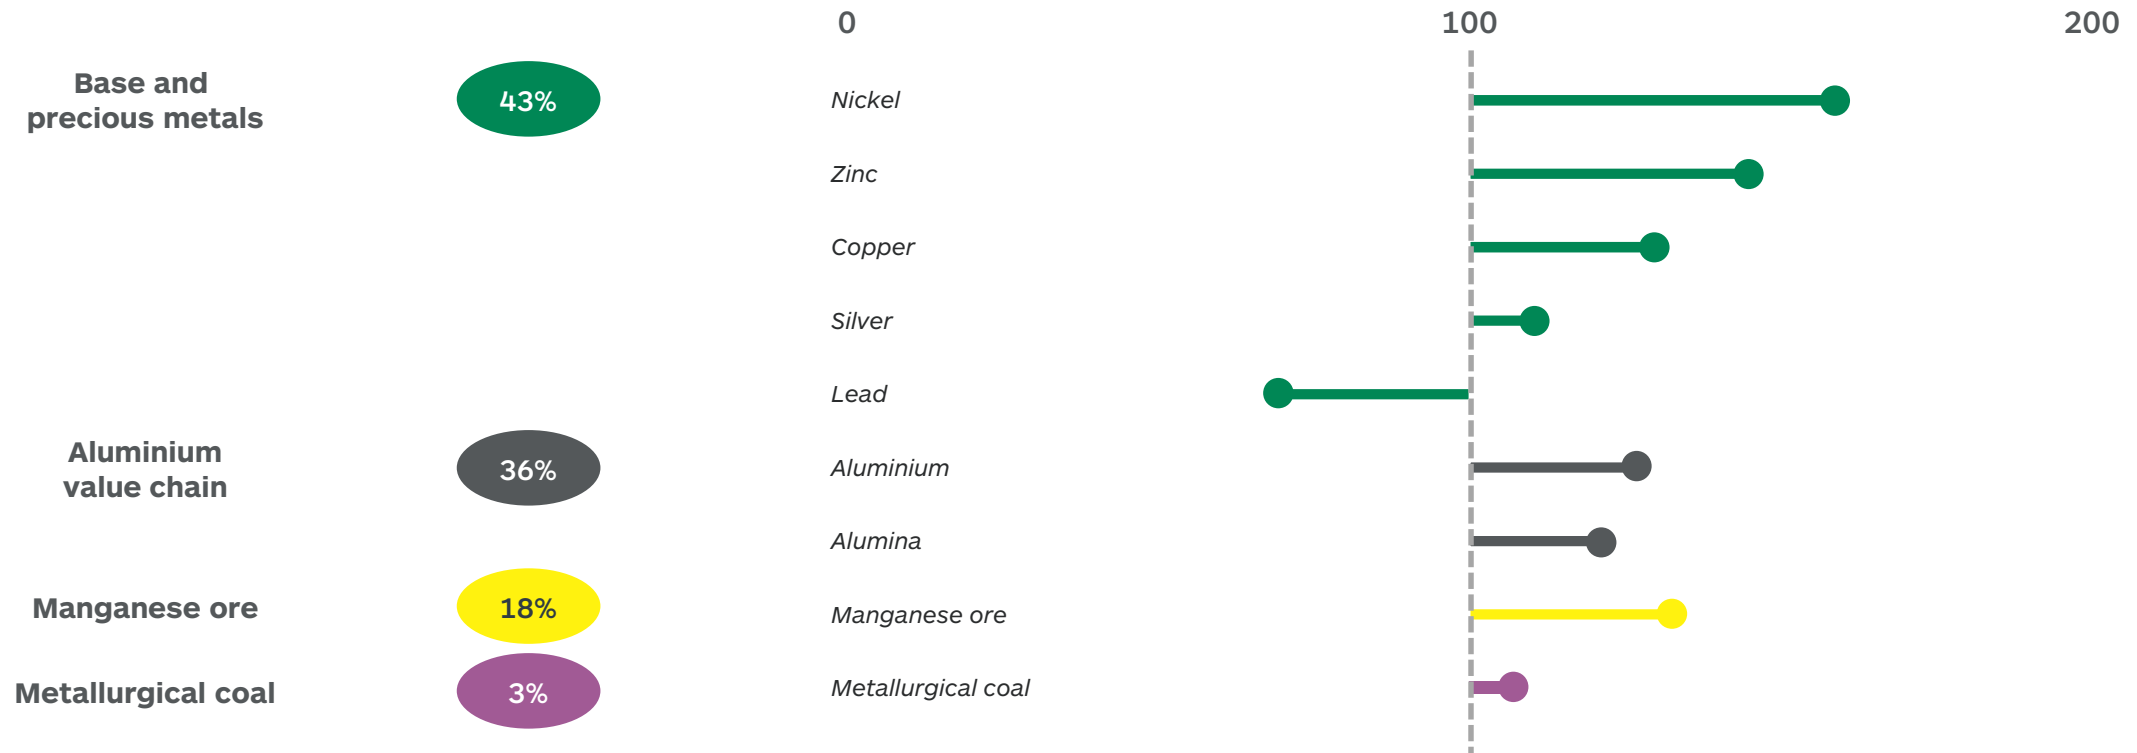 0 100 200
Base and
precious metals
43%
Nickel
Zinc
Copper
Silver
Lead
Aluminium
value chain
36%
Aluminium
Alumina
Manganese ore
18%
Manganese ore
Metallurgical coal
3%
Metallurgical coal